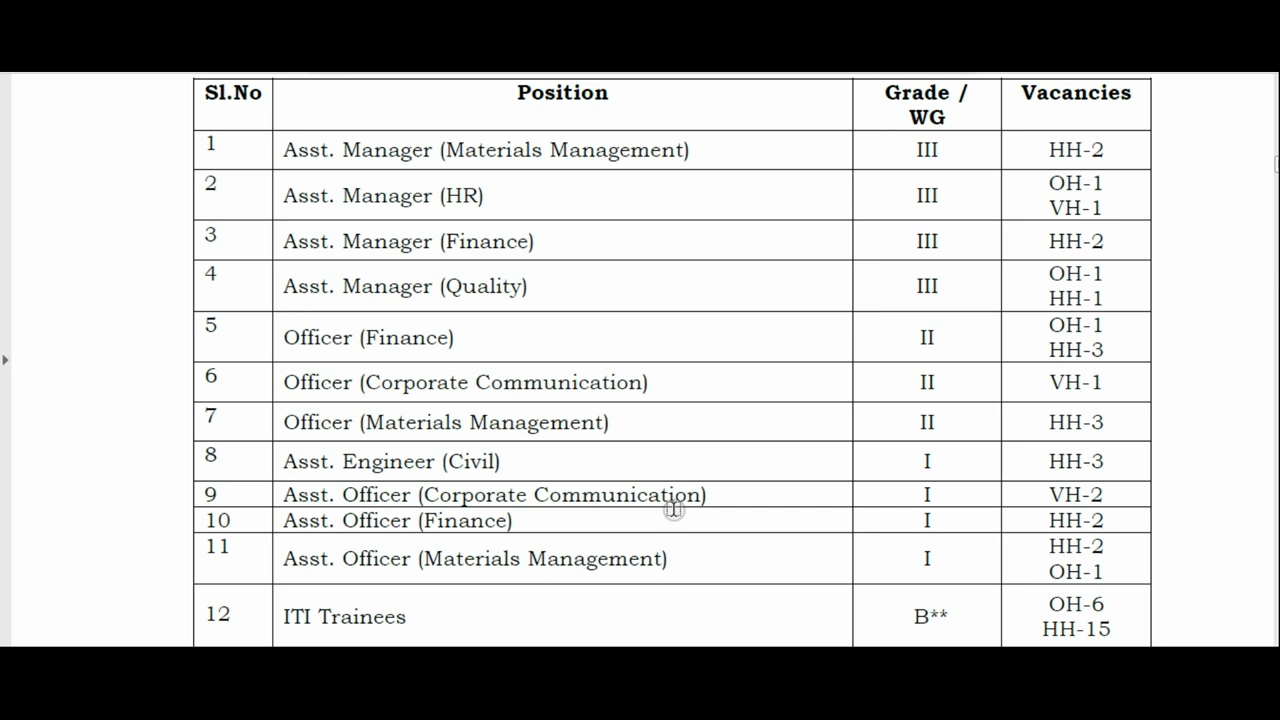 Sl.No Position Grade / Vacancies
WG
1 Asst. Manager (Materials Management) III HH-2
2 Asst. Manager (HR) III OH-1
VH-1
3 Asst. Manager (Finance) III HH-2
4 Asst. Manager (Quality) III OH-1
HH-1
5 Officer (Finance) II OH-1
HH-3
6 Officer (Corporate Communication) II VH-1
7 Officer (Materials Management) II HH-3
8 Asst. Engineer (Civil) I HH-3
9 Asst. Officer (Corporate Communication) I VH-2
10 Asst. Officer (Finance) I HH-2
11 Asst. Officer (Materials Management) I HH-2
OH-1
12 ITI Trainees B** OH-6
HH-15